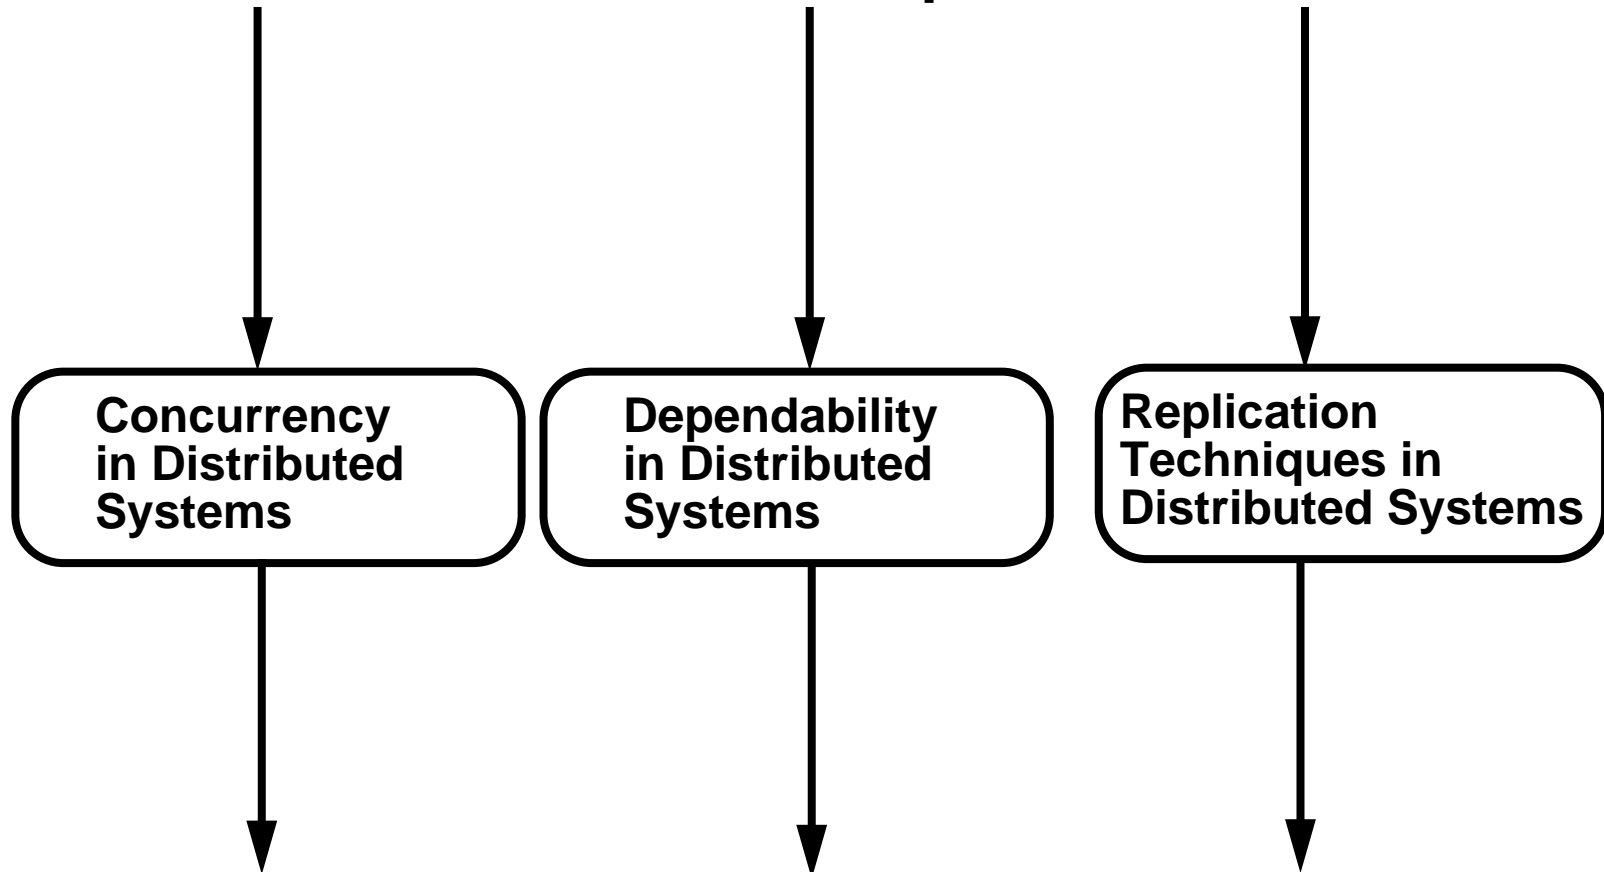 Concurrency
in Distributed
Systems
Dependability
in Distributed
Systems
Replication
Techniques in
Distributed Systems